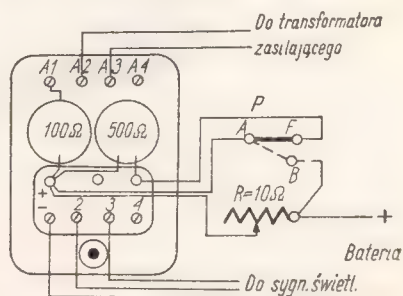 Do transformatora
zasilającego
A1 A2 A3 A4
100Ω 500Ω
P
A F
B
+
- 2 3 4
R=10Ω
+
Bateria
Do sygn. świetl.